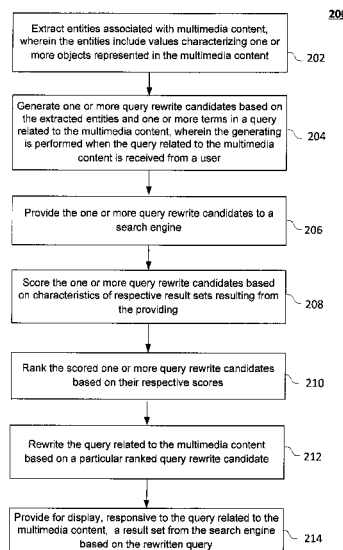 Extract entities associated with multimedia content,
wherein the entities include values characterizing one or
more objects represented in the multimedia content
202
Generate one or more query rewrite candidates based on
the extracted entities and one or more terms in a query
related to the multimedia content, wherein the generating
is performed when the query related to the multimedia
content is received from a user
204
Provide the one or more query rewrite candidates to a
search engine
206
Score the one or more query rewrite candidates based
on characteristics of respective result sets resulting from
the providing
208
Rank the scored one or more query rewrite candidates
based on their respective scores
210
Rewrite the query related to the multimedia content
based on a particular ranked query rewrite candidate
212
Provide for display, responsive to the query related to the
multimedia content, a result set from the search engine
based on the rewritten query
214